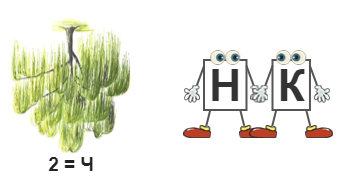 Н К
2 = Ч